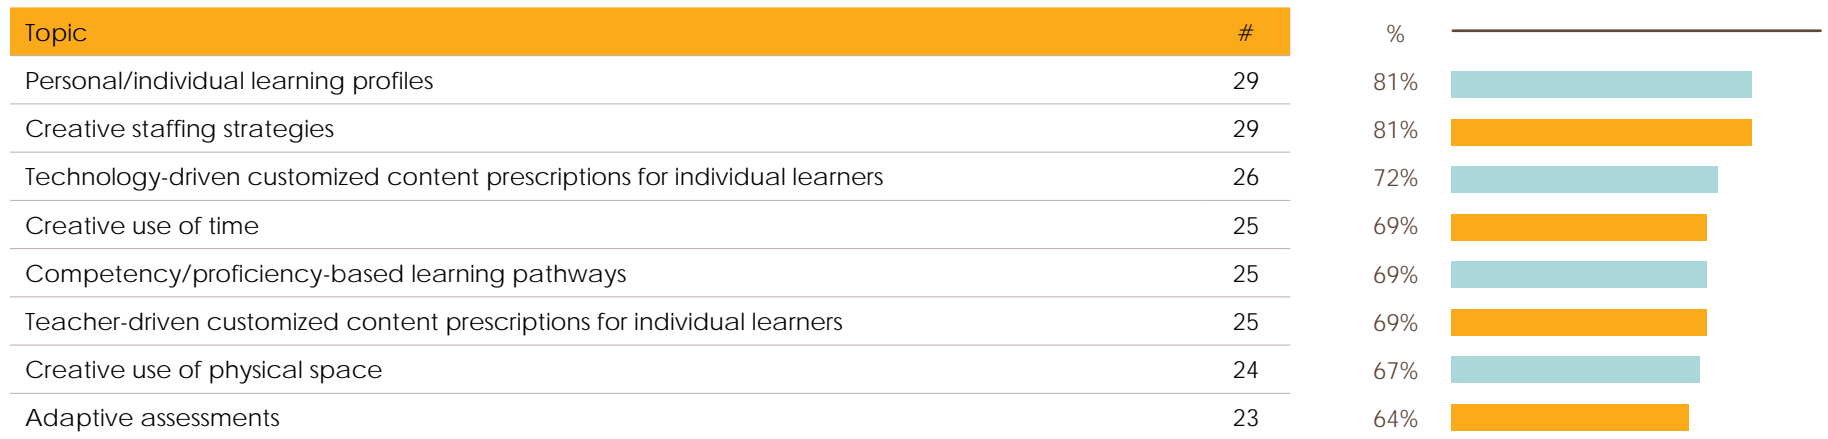 Topic # %
Personal/individual learning profiles 29 81%
Creative staffing strategies 29 81%
Technology-driven customized content prescriptions for individual learners 26 72%
Creative use of time 25 69%
Competency/proficiency-based learning pathways 25 69%
Teacher-driven customized content prescriptions for individual learners 25 69%
Creative use of physical space 24 67%
Adaptive assessments 23 64%